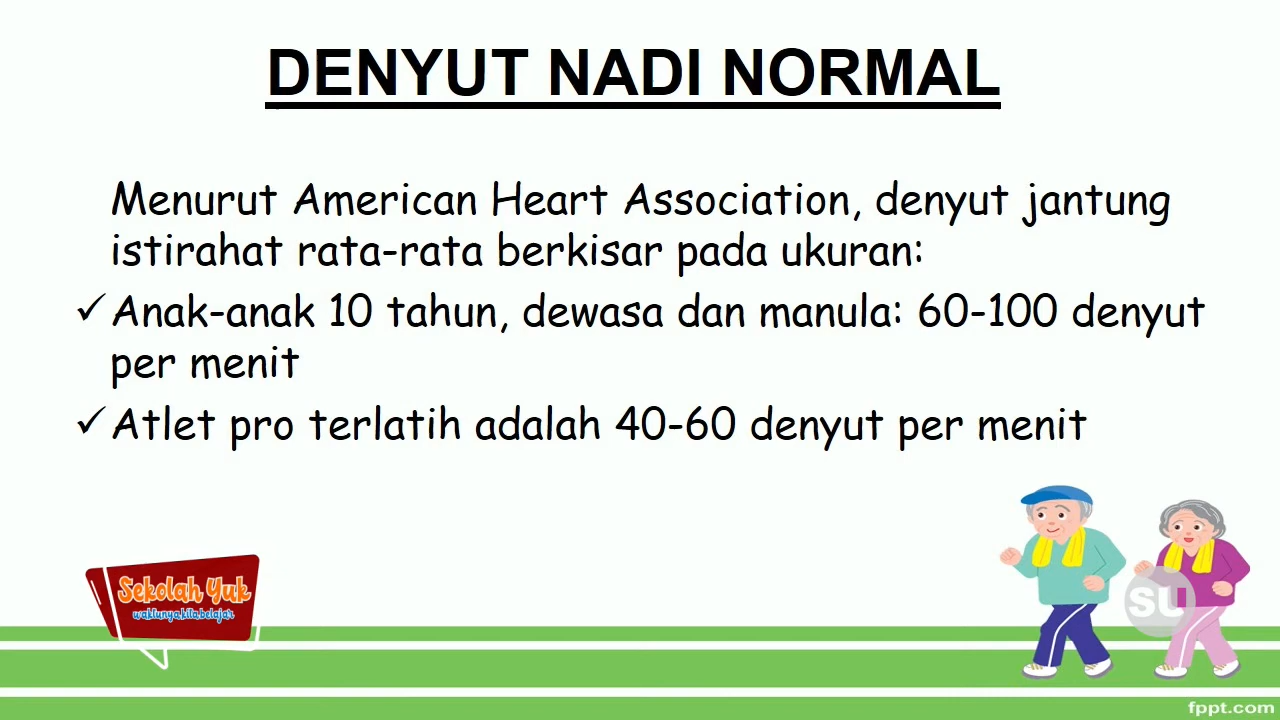 DENYUT NADI NORMAL
Menurut American Heart Association, denyut jantung
istirahat rata-rata berkisar pada ukuran:
✓Anak-anak 10 tahun, dewasa dan manula: 60-100 denyut
per menit
✓Atlet pro terlatih adalah 40-60 denyut per menit
Sekolah Yuk
waktunya kita belajar
SU
fppt.com